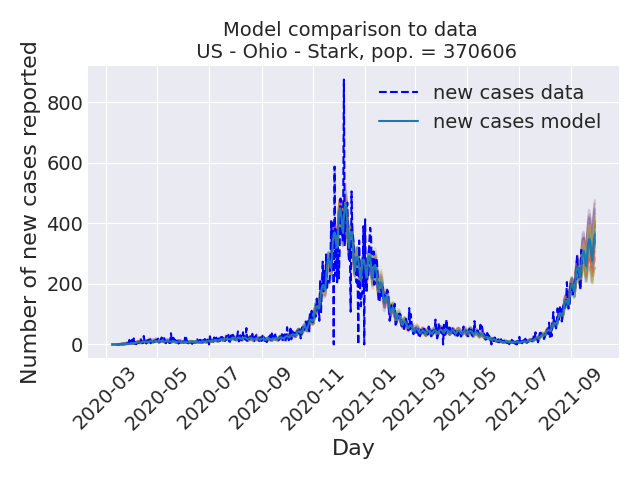 Model comparison to data
US - Ohio - Stark, pop. = 370606
Number of new cases reported
800
600
400
200
0
new cases data
new cases model
2020-03
2020-05
2020-07
2020-09
2020-11
2021-01
2021-03
2021-05
2021-07
2021-09
Day